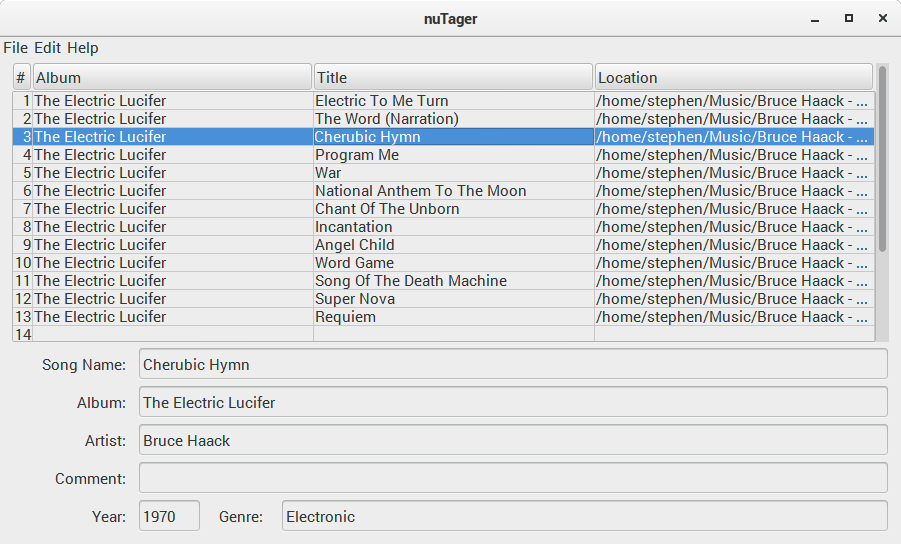 nuTager
File Edit Help
# Album Title Location
1 The Electric Lucifer Electric To Me Turn /home/stephen/Music/Bruce Haack - ...
2 The Electric Lucifer The Word (Narration) /home/stephen/Music/Bruce Haack - ...
3 The Electric Lucifer Cherubic Hymn /home/stephen/Music/Bruce Haack - ...
4 The Electric Lucifer Program Me /home/stephen/Music/Bruce Haack - ...
5 The Electric Lucifer War /home/stephen/Music/Bruce Haack - ...
6 The Electric Lucifer National Anthem To The Moon /home/stephen/Music/Bruce Haack - ...
7 The Electric Lucifer Chant Of The Unborn /home/stephen/Music/Bruce Haack - ...
8 The Electric Lucifer Incantation /home/stephen/Music/Bruce Haack - ...
9 The Electric Lucifer Angel Child /home/stephen/Music/Bruce Haack - ...
10 The Electric Lucifer Word Game /home/stephen/Music/Bruce Haack - ...
11 The Electric Lucifer Song Of The Death Machine /home/stephen/Music/Bruce Haack - ...
12 The Electric Lucifer Super Nova /home/stephen/Music/Bruce Haack - ...
13 The Electric Lucifer Requiem /home/stephen/Music/Bruce Haack - ...
14
Song Name: Cherubic Hymn
Album: The Electric Lucifer
Artist: Bruce Haack
Comment:
Year: 1970 Genre: Electronic